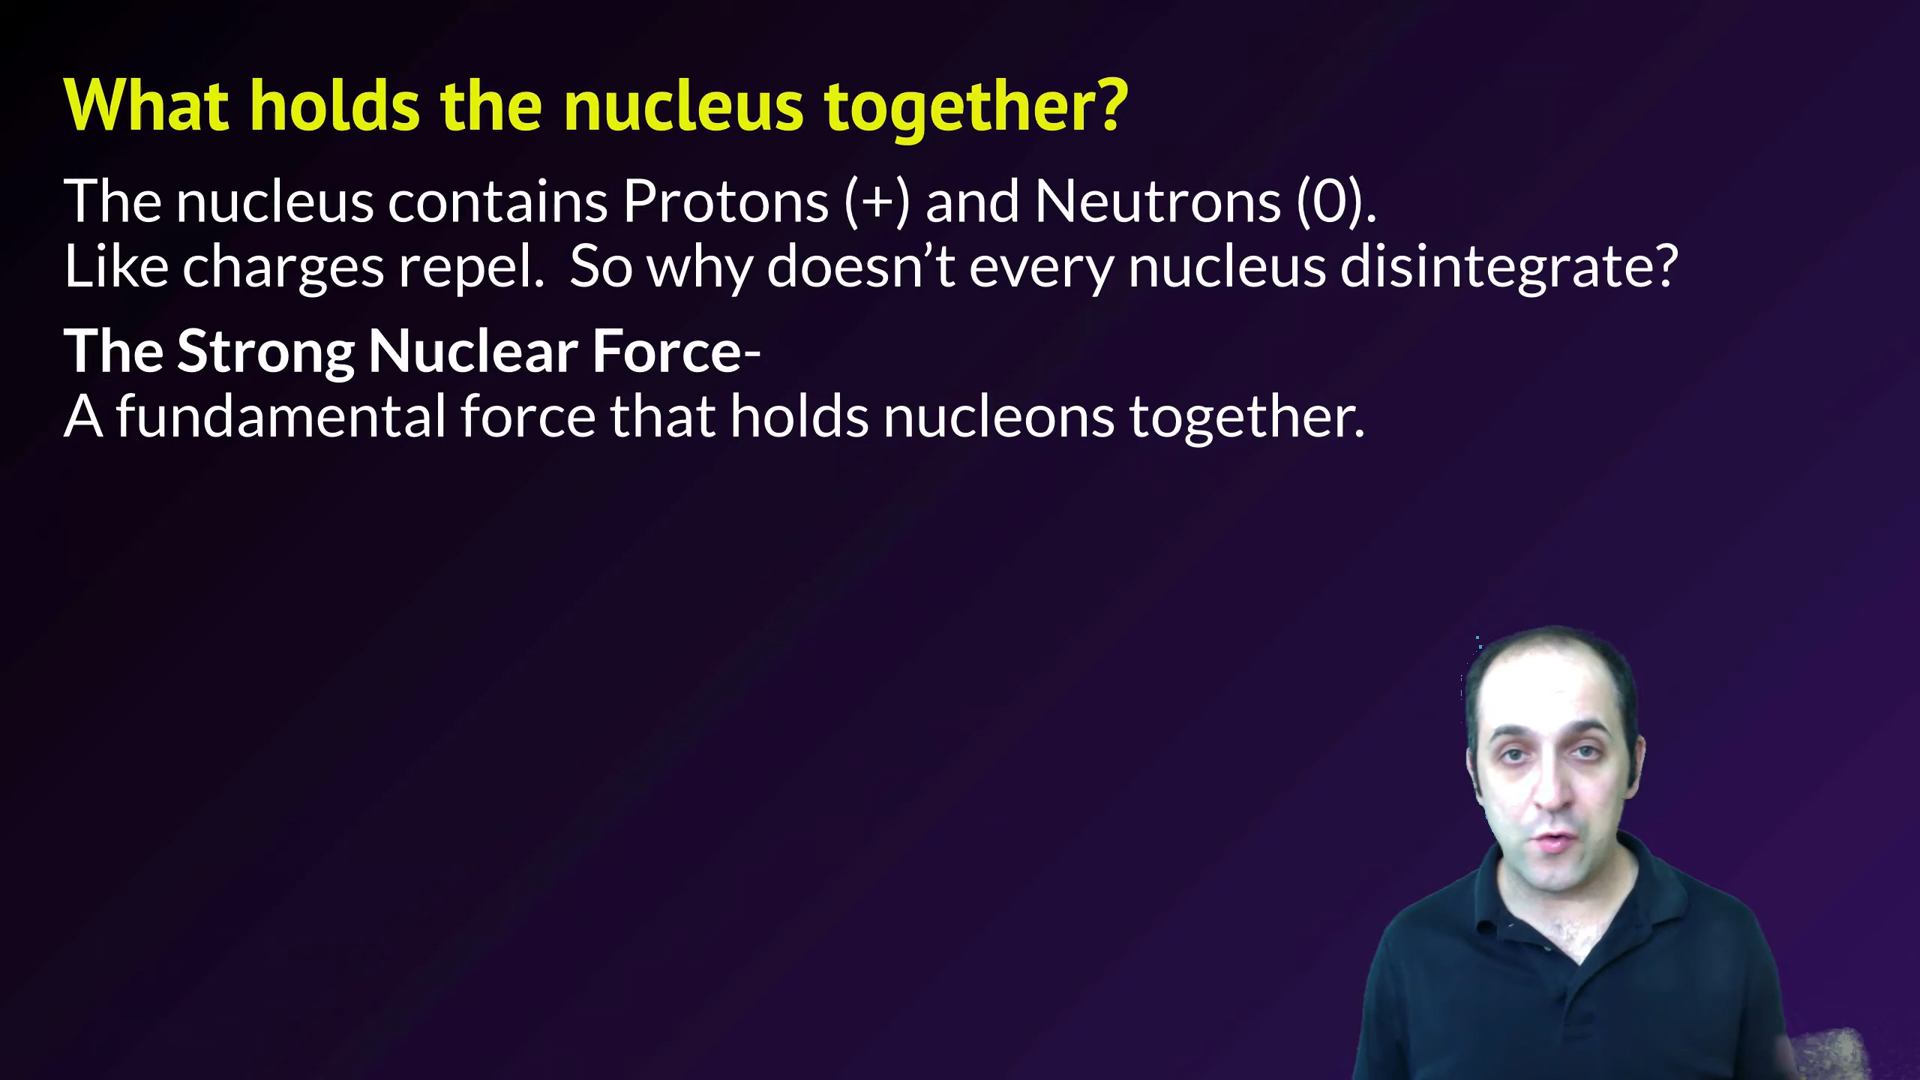 What holds the nucleus together?
The nucleus contains Protons (+) and Neutrons (0).
Like charges repel.  So why doesn’t every nucleus disintegrate?
The Strong Nuclear Force-
A fundamental force that holds nucleons together.